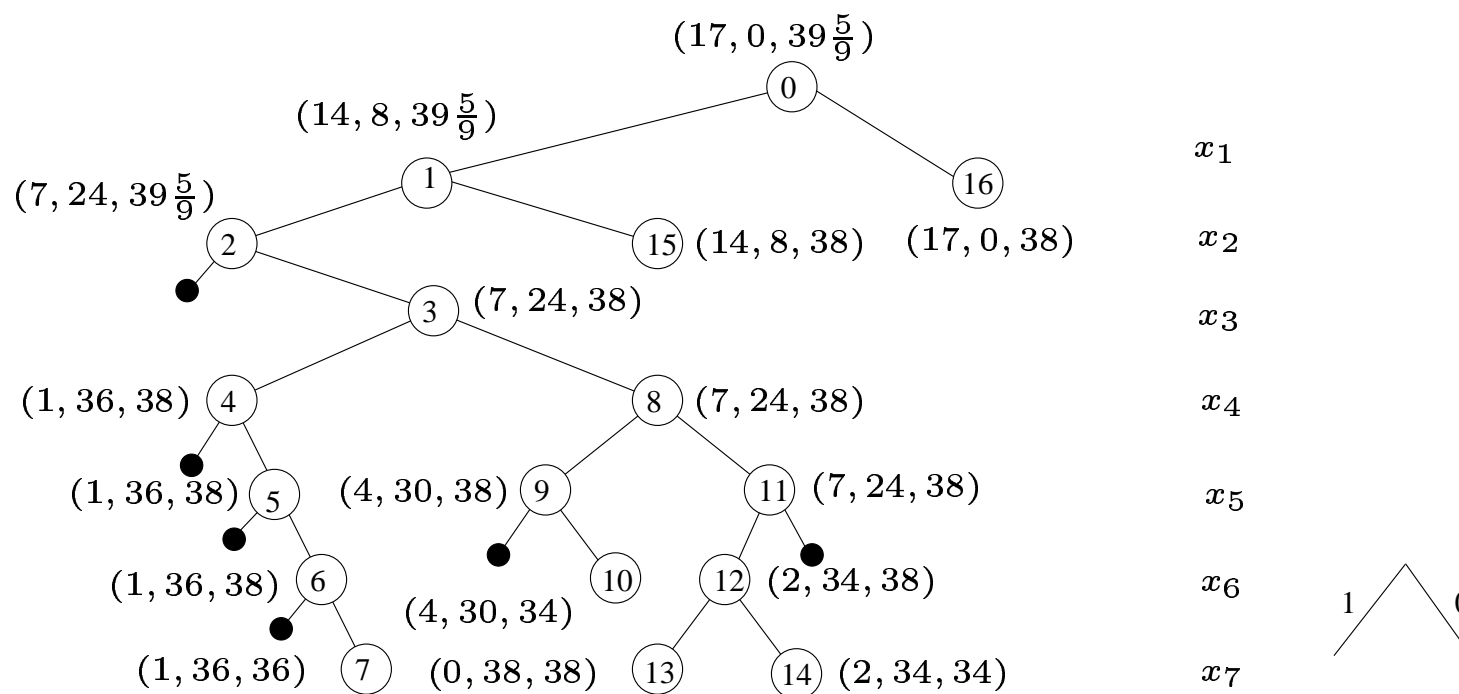 (17, 0, 39 5/9)
0
(14, 8, 39 5/9)
x1
1
16
(7, 24, 39 5/9)
2
15
(14, 8, 38)
(17, 0, 38)
x2
3
(7, 24, 38)
x3
(1, 36, 38)
4
8
(7, 24, 38)
x4
(1, 36, 38)
5
(4, 30, 38)
9
11
(7, 24, 38)
x5
(1, 36, 38)
6
10
12
(2, 34, 38)
x6
1
0
(4, 30, 34)
(1, 36, 36)
7
(0, 38, 38)
13
14
(2, 34, 34)
x7